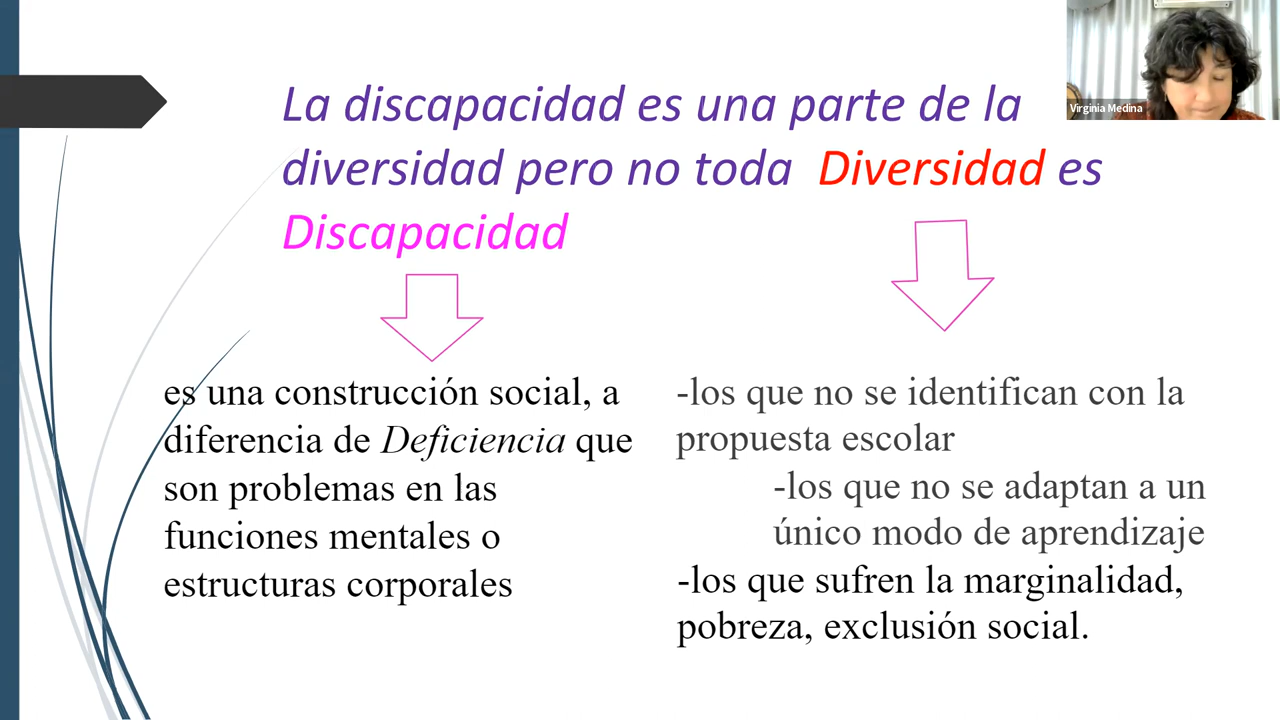 Virginia Medina
La discapacidad es una parte de la
diversidad pero no toda Diversidad es
Discapacidad
es una construcción social, a
diferencia de Deficiencia que
son problemas en las
funciones mentales o
estructuras corporales
-los que no se identifican con la
propuesta escolar
-los que no se adaptan a un
único modo de aprendizaje
-los que sufren la marginalidad,
pobreza, exclusión social.